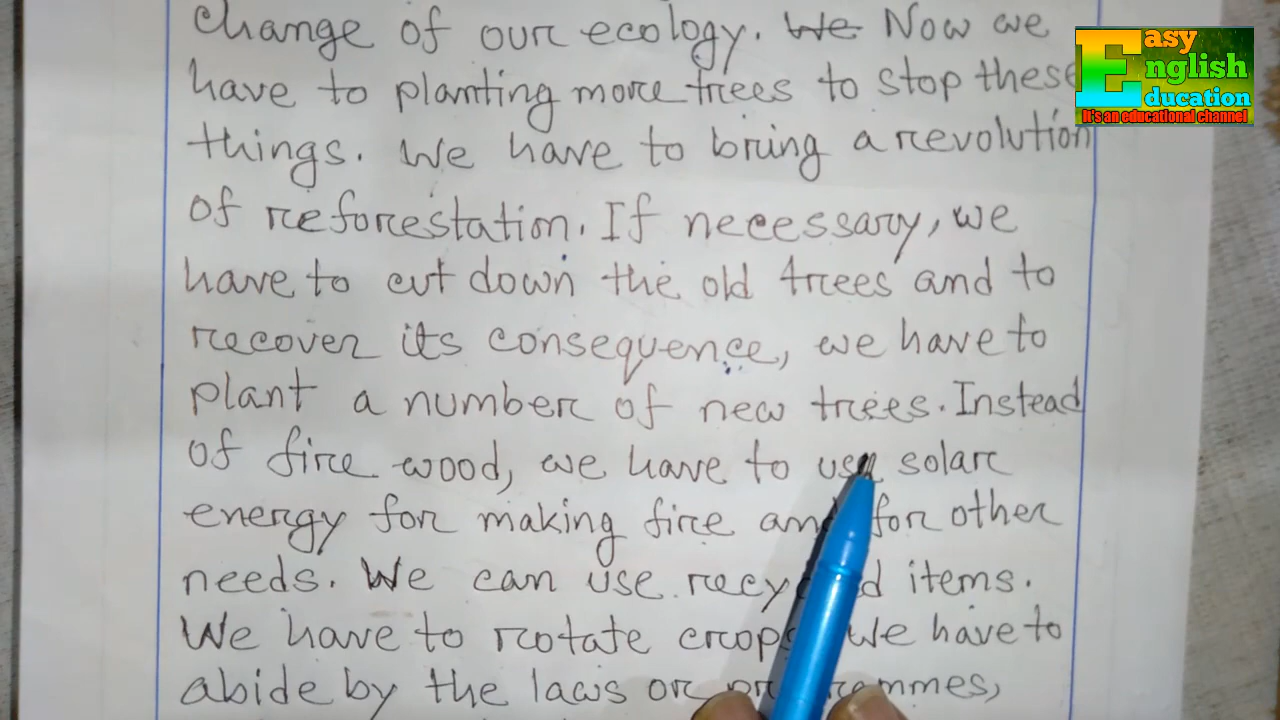 change of our ecology. We Now we
have to planting more trees to stop these
things. We have to bring a revolution
of reforestation. If necessary, we
have to cut down the old trees and to
recover its consequence, we have to
plant a number of new trees. Instead
of fire wood, we have to use solar
energy for making fire and for other
needs. We can use recycled items.
We have to rotate crops. We have to
abide by the laws or programmes,
Easy
English
Education
It's an educational channel